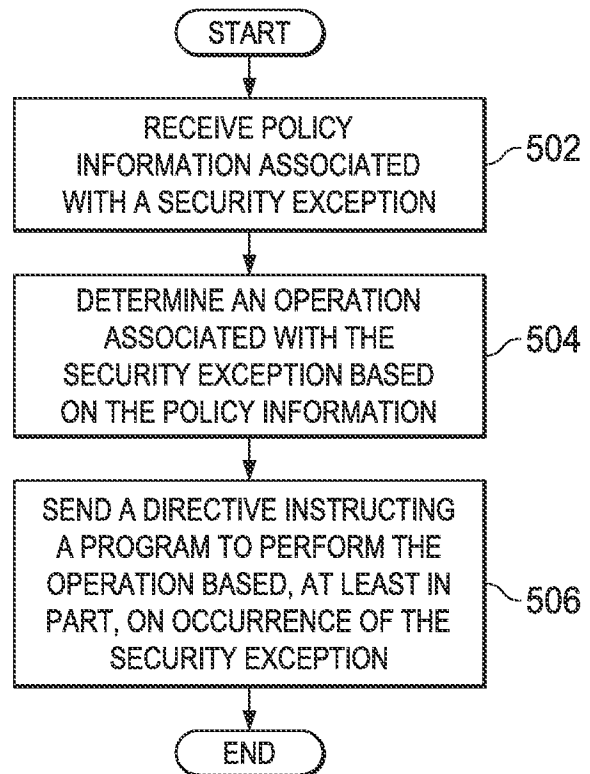 START
RECEIVE POLICY
INFORMATION ASSOCIATED
WITH A SECURITY EXCEPTION
502
DETERMINE AN OPERATION
ASSOCIATED WITH THE
SECURITY EXCEPTION BASED
ON THE POLICY INFORMATION
504
SEND A DIRECTIVE INSTRUCTING
A PROGRAM TO PERFORM THE
OPERATION BASED, AT LEAST IN
PART, ON OCCURRENCE OF THE
SECURITY EXCEPTION
506
END